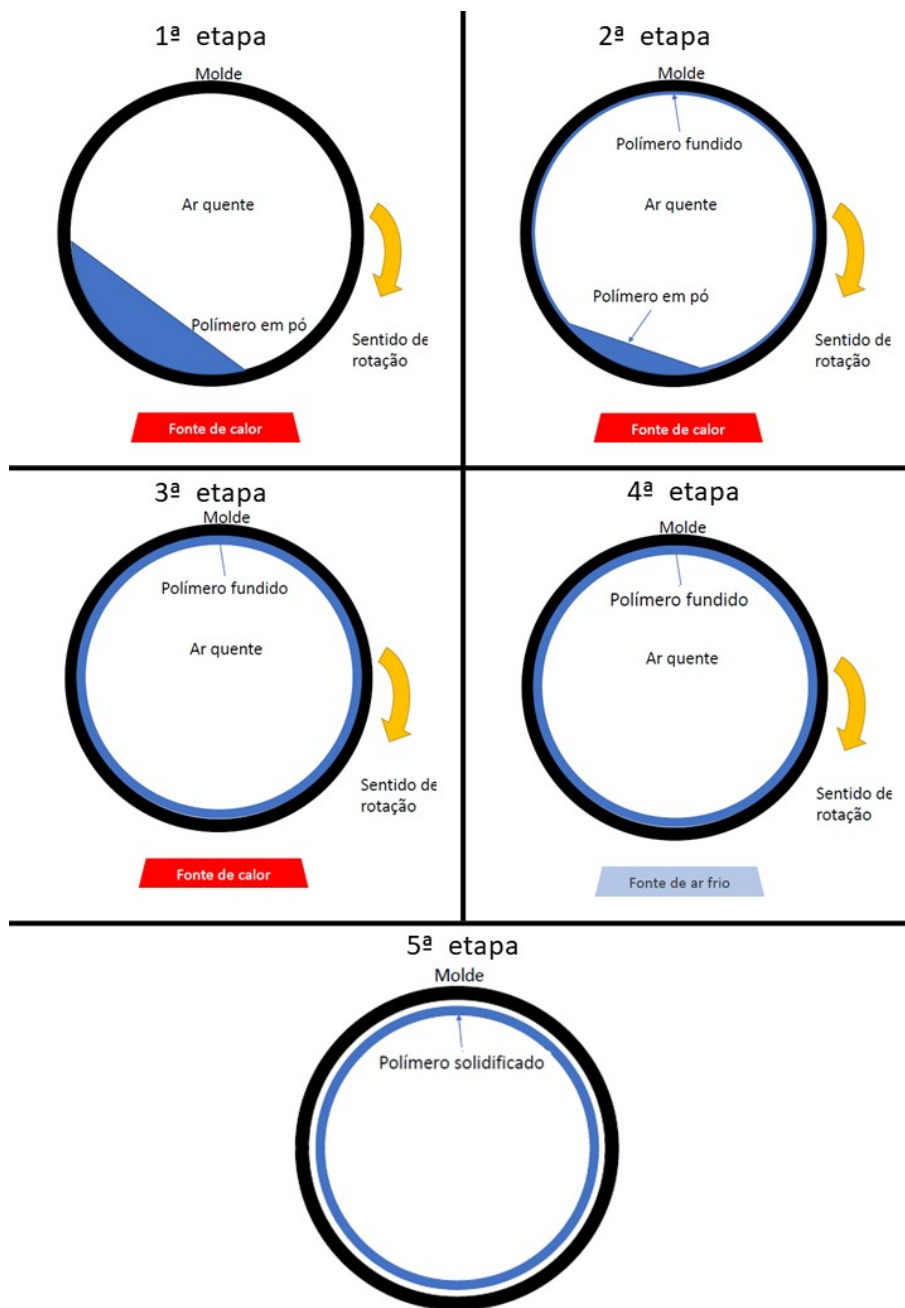 1ª etapa
Molde
Ar quente
Polímero em pó
Sentido de
rotação
Fonte de calor
2ª etapa
Molde
Polímero fundido
Ar quente
Polímero em pó
Sentido de
rotação
Fonte de calor
3ª etapa
Molde
Polímero fundido
Ar quente
Sentido de
rotação
Fonte de calor
4ª etapa
Molde
Polímero fundido
Ar quente
Sentido de
rotação
Fonte de ar frio
5ª etapa
Molde
Polímero solidificado